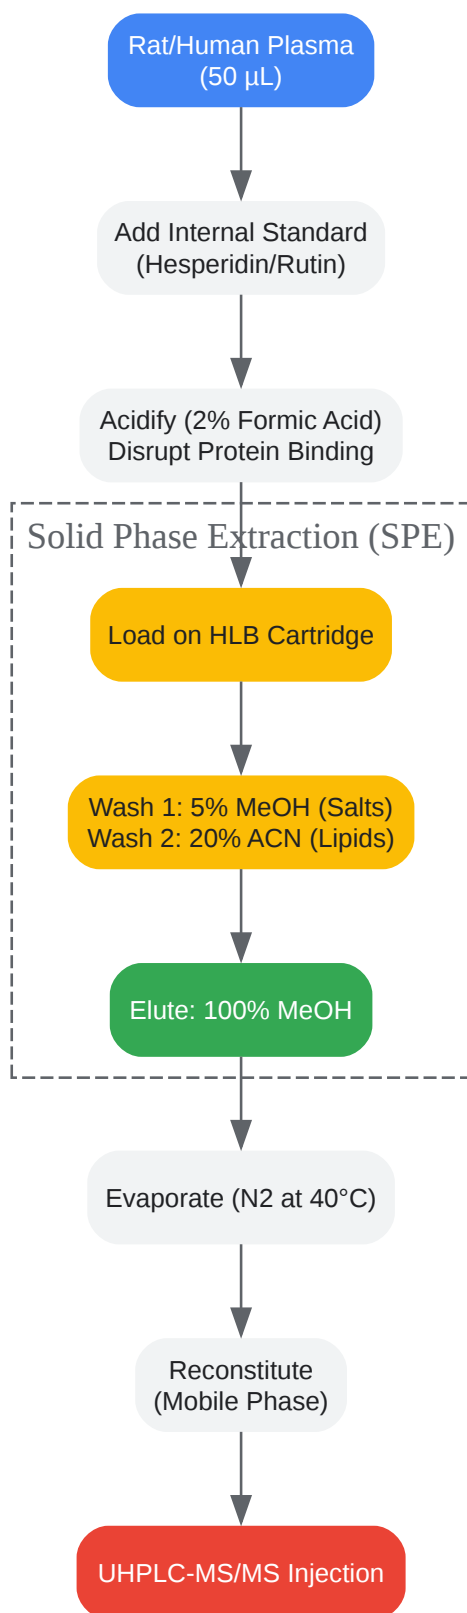 Rat/Human Plasma
(50 µL)
Add Internal Standard
(Hesperidin/Rutin)
Acidify (2% Formic Acid)
Disrupt Protein Binding
Solid Phase Extraction (SPE)
Load on HLB Cartridge
Wash 1: 5% MeOH (Salts)
Wash 2: 20% ACN (Lipids)
Elute: 100% MeOH
Evaporate (N2 at 40°C)
Reconstitute
(Mobile Phase)
UHPLC-MS/MS Injection